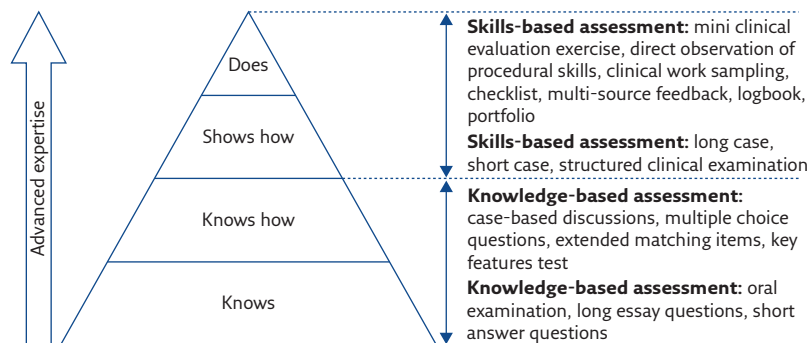 Advanced expertise
Does
Shows how
Knows how
Knows
Skills-based assessment: mini clinical
evaluation exercise, direct observation of
procedural skills, clinical work sampling,
checklist, multi-source feedback, logbook,
portfolio
Skills-based assessment: long case,
short case, structured clinical examination
Knowledge-based assessment:
case-based discussions, multiple choice
questions, extended matching items, key
features test
Knowledge-based assessment: oral
examination, long essay questions, short
answer questions